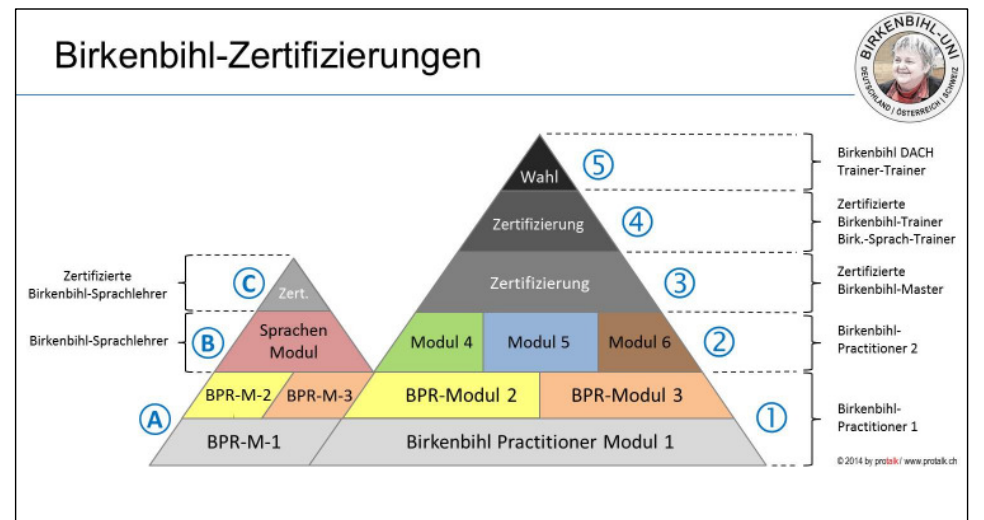 Birkenbihl-Zertifizierungen
BIRKENBIHL-UNI
DEUTSCHLAND | ÖSTERREICH | SCHWEIZ
5
Wahl
Birkenbihl DACH
Trainer-Trainer
4
Zertifizierung
Zertifizierte
Birkenbihl-Trainer
Birk.-Sprach-Trainer
Zertifizierte
Birkenbihl-Sprachlehrer
C
Zert.
Zertifizierung
3
Zertifizierte
Birkenbihl-Master
Birkenbihl-Sprachlehrer
B
Sprachen
Modul
Modul 4
Modul 5
Modul 6
2
Birkenbihl-
Practitioner 2
A
BPR-M-2
BPR-M-3
BPR-Modul 2
BPR-Modul 3
1
Birkenbihl-
Practitioner 1
BPR-M-1
Birkenbihl Practitioner Modul 1
© 2014 by protalk / www.protalk.ch